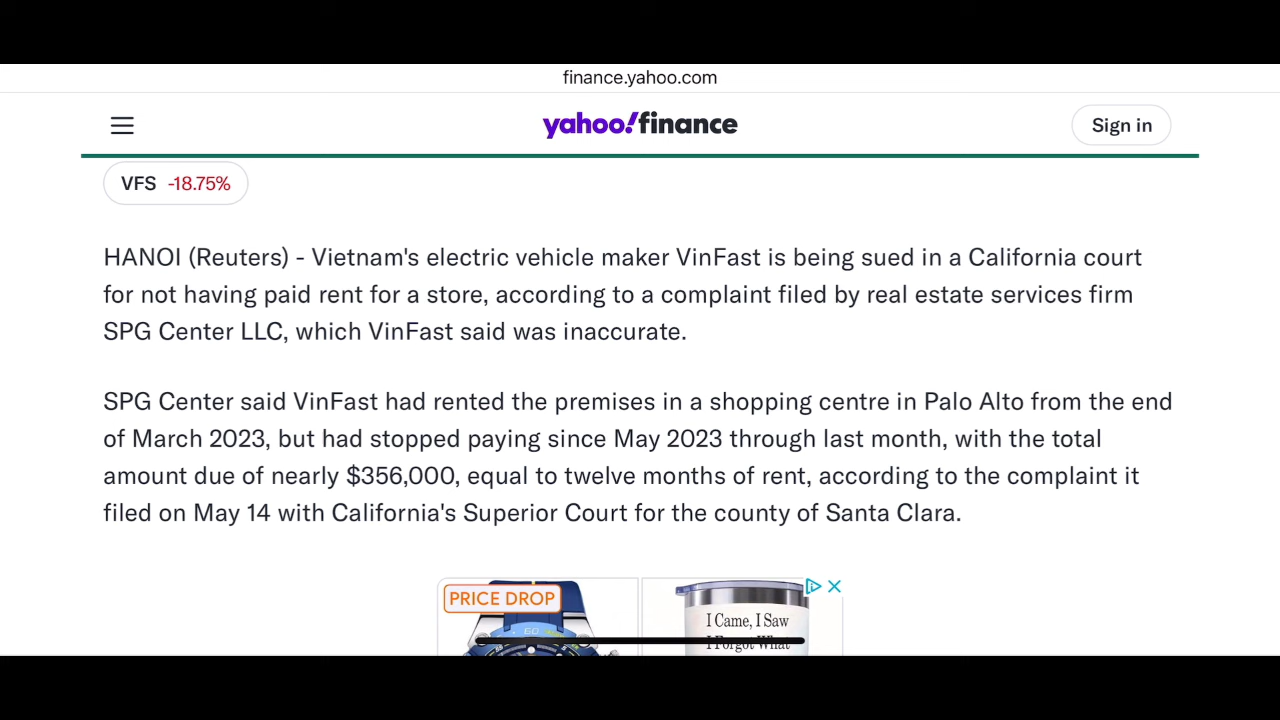 finance.yahoo.com
yahoo!finance
Sign in
VFS -18.75%
HANOI (Reuters) - Vietnam's electric vehicle maker VinFast is being sued in a California court
for not having paid rent for a store, according to a complaint filed by real estate services firm
SPG Center LLC, which VinFast said was inaccurate.
SPG Center said VinFast had rented the premises in a shopping centre in Palo Alto from the end
of March 2023, but had stopped paying since May 2023 through last month, with the total
amount due of nearly $356,000, equal to twelve months of rent, according to the complaint it
filed on May 14 with California's Superior Court for the county of Santa Clara.
PRICE DROP
60
I Came, I Saw
I Forgot What